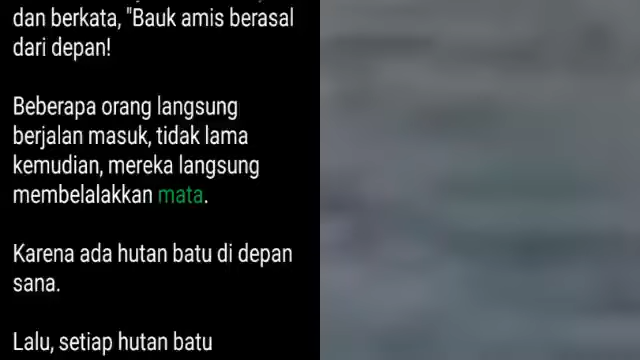 dan berkata, "Bauk amis berasal
dari depan!
Beberapa orang langsung
berjalan masuk, tidak lama
kemudian, mereka langsung
membelalakkan mata.
Karena ada hutan batu di depan
sana.
Lalu, setiap hutan batu